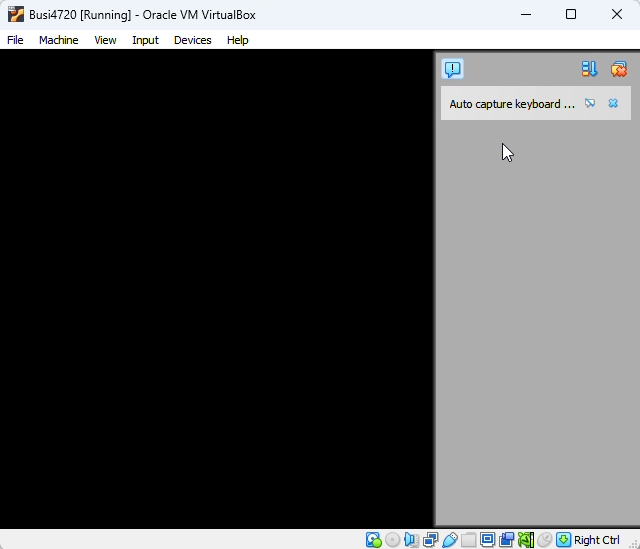 Busi4720 [Running] - Oracle VM VirtualBox
File Machine View Input Devices Help
Auto capture keyboard ...
Right Ctrl